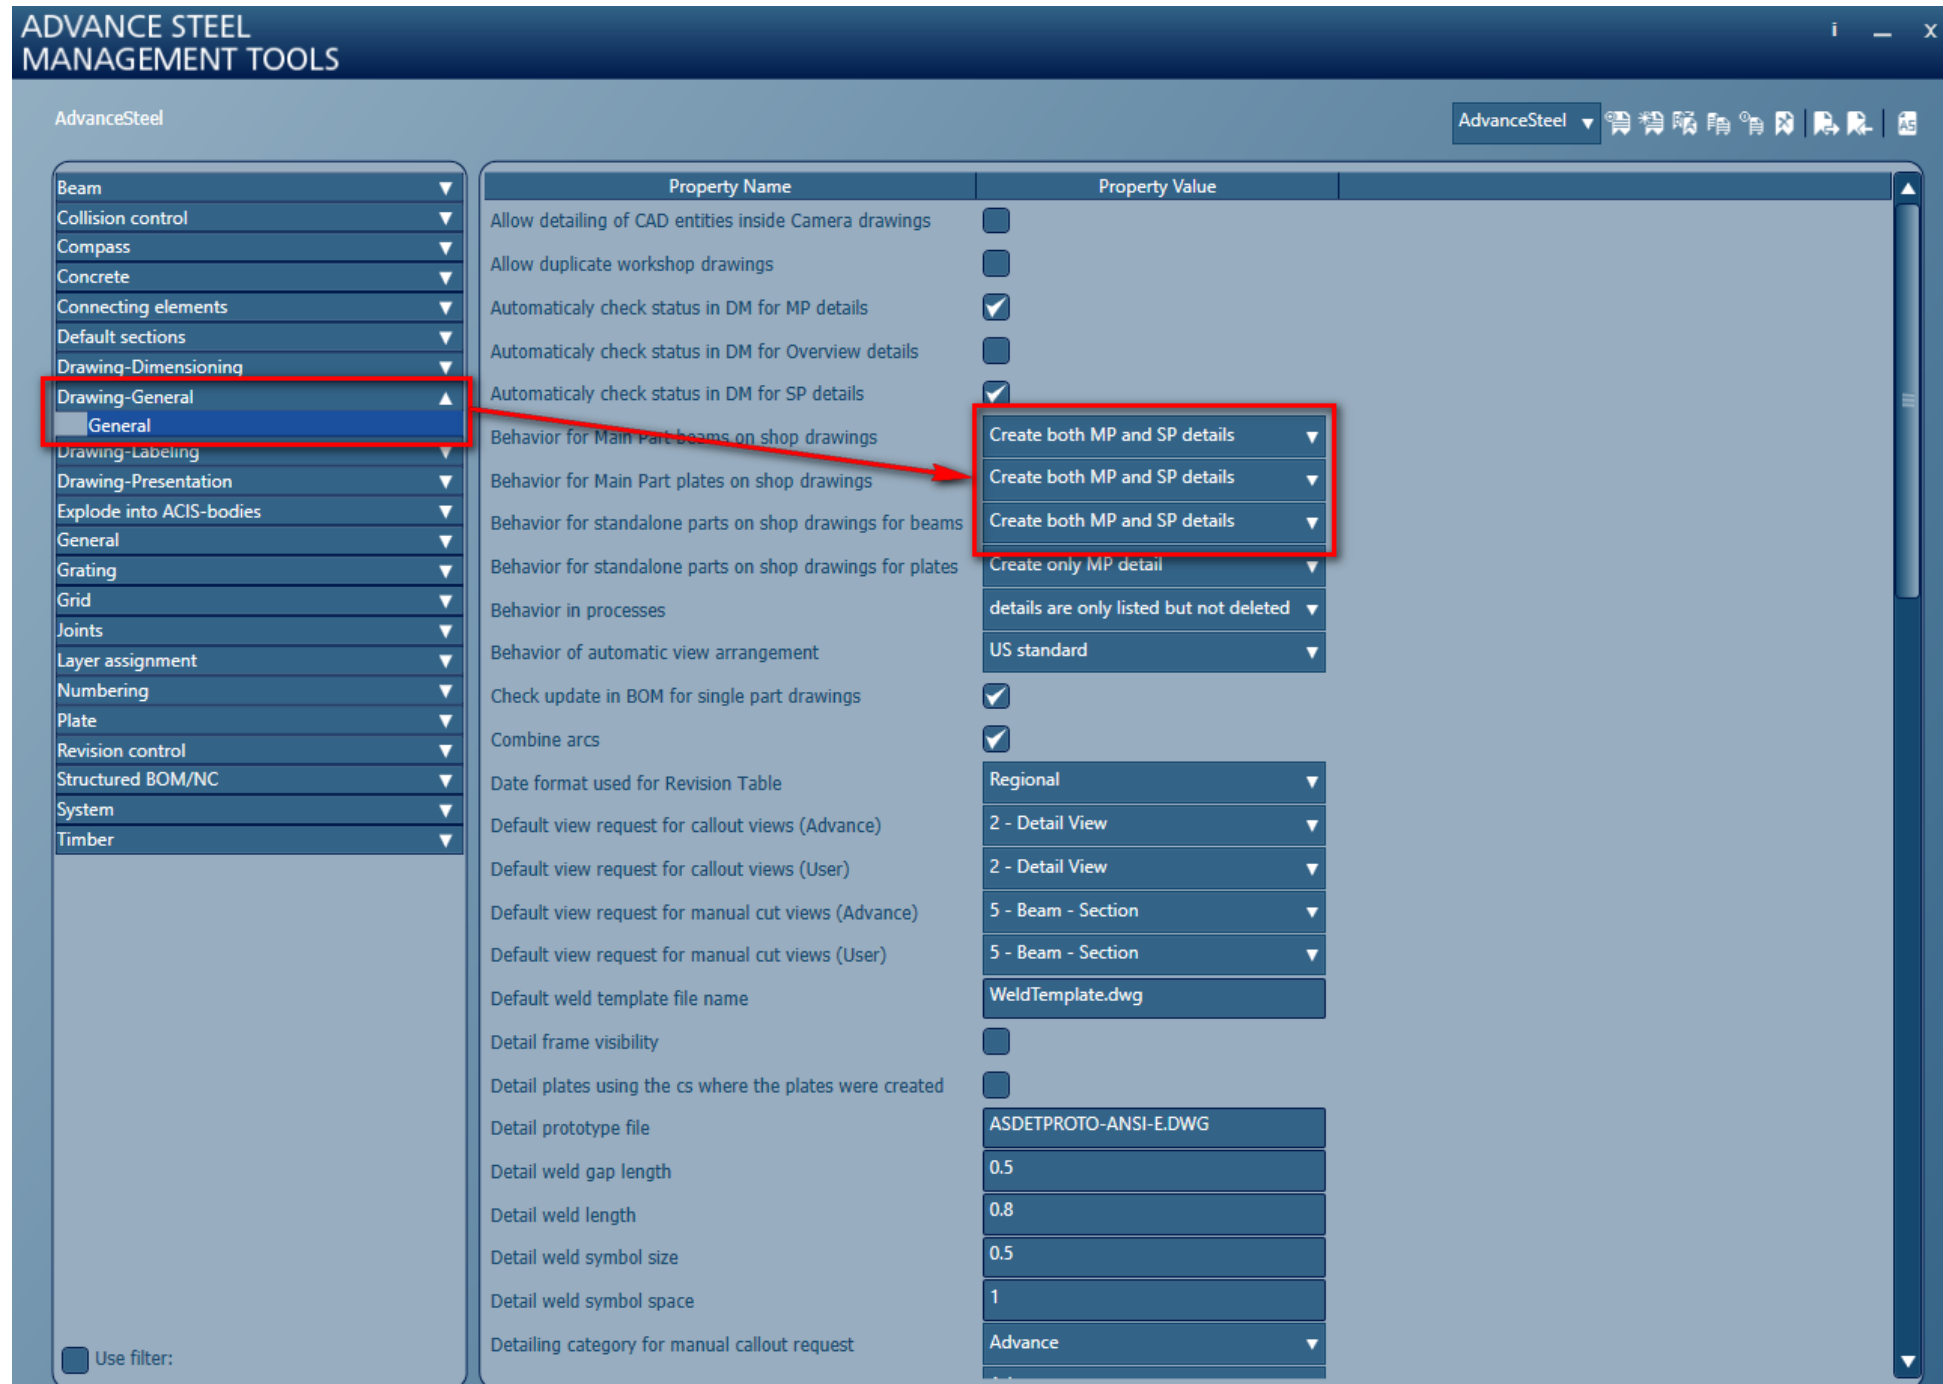 ADVANCE STEEL
MANAGEMENT TOOLS
i
X
AdvanceSteel
AdvanceSteel
Beam
Collision control
Compass
Concrete
Connecting elements
Default sections
Drawing-Dimensioning
Drawing-General
General
Drawing-Labeling
Drawing-Presentation
Explode into ACIS-bodies
General
Grating
Grid
Joints
Layer assignment
Numbering
Plate
Revision control
Structured BOM/NC
System
Timber
Use filter:
Property Name Property Value
Allow detailing of CAD entities inside Camera drawings
Allow duplicate workshop drawings
Automaticaly check status in DM for MP details
Automaticaly check status in DM for Overview details
Automaticaly check status in DM for SP details
Behavior for Main Part beams on shop drawings Create both MP and SP details
Behavior for Main Part plates on shop drawings Create both MP and SP details
Behavior for standalone parts on shop drawings for beams Create both MP and SP details
Behavior for standalone parts on shop drawings for plates Create only MP detail
Behavior in processes details are only listed but not deleted
Behavior of automatic view arrangement US standard
Check update in BOM for single part drawings
Combine arcs
Date format used for Revision Table Regional
Default view request for callout views (Advance) 2 - Detail View
Default view request for callout views (User) 2 - Detail View
Default view request for manual cut views (Advance) 5 - Beam - Section
Default view request for manual cut views (User) 5 - Beam - Section
Default weld template file name WeldTemplate.dwg
Detail frame visibility
Detail plates using the cs where the plates were created
Detail prototype file ASDETPROTO-ANSI-E.DWG
Detail weld gap length 0.5
Detail weld length 0.8
Detail weld symbol size 0.5
Detail weld symbol space 1
Detailing category for manual callout request Advance